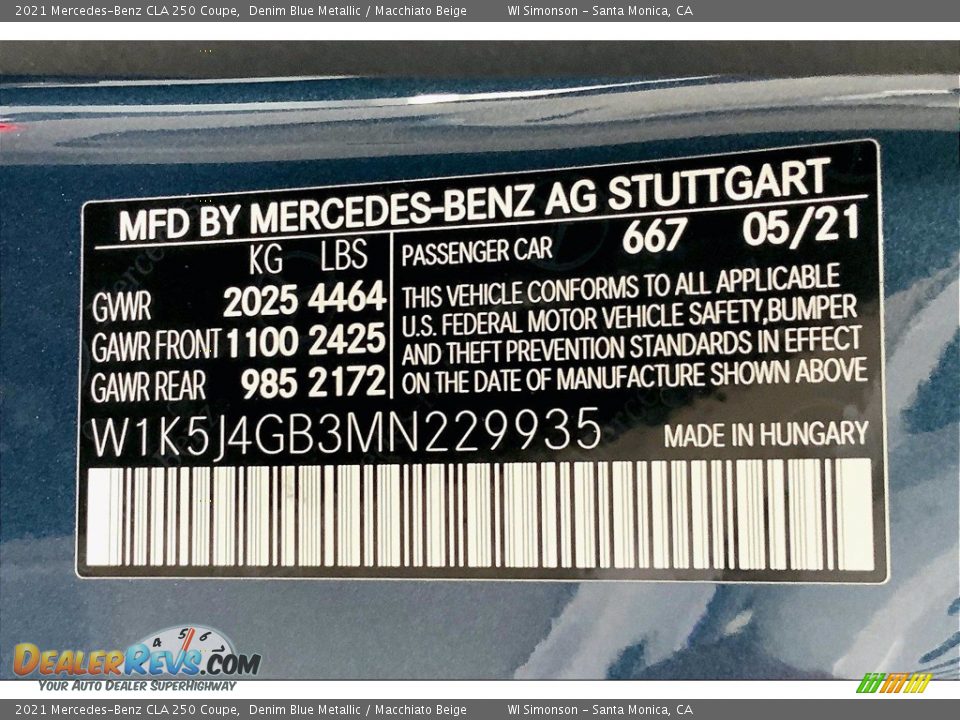 2021 Mercedes-Benz CLA 250 Coupe, Denim Blue Metallic / Macchiato Beige WI Simonson - Santa Monica, CA
MFD BY MERCEDES-BENZ AG STUTTGART
KG LBS
GVWR 2025 4464
GAWR FRONT 1100 2425
GAWR REAR 985 2172
PASSENGER CAR 667 05/21
THIS VEHICLE CONFORMS TO ALL APPLICABLE
U.S. FEDERAL MOTOR VEHICLE SAFETY,BUMPER
AND THEFT PREVENTION STANDARDS IN EFFECT
ON THE DATE OF MANUFACTURE SHOWN ABOVE
W1K5J4GB3MN229935 MADE IN HUNGARY
4 5 6
DEALERREVS.COM
YOUR AUTO DEALER SUPERHIGHWAY
2021 Mercedes-Benz CLA 250 Coupe, Denim Blue Metallic / Macchiato Beige WI Simonson - Santa Monica, CA